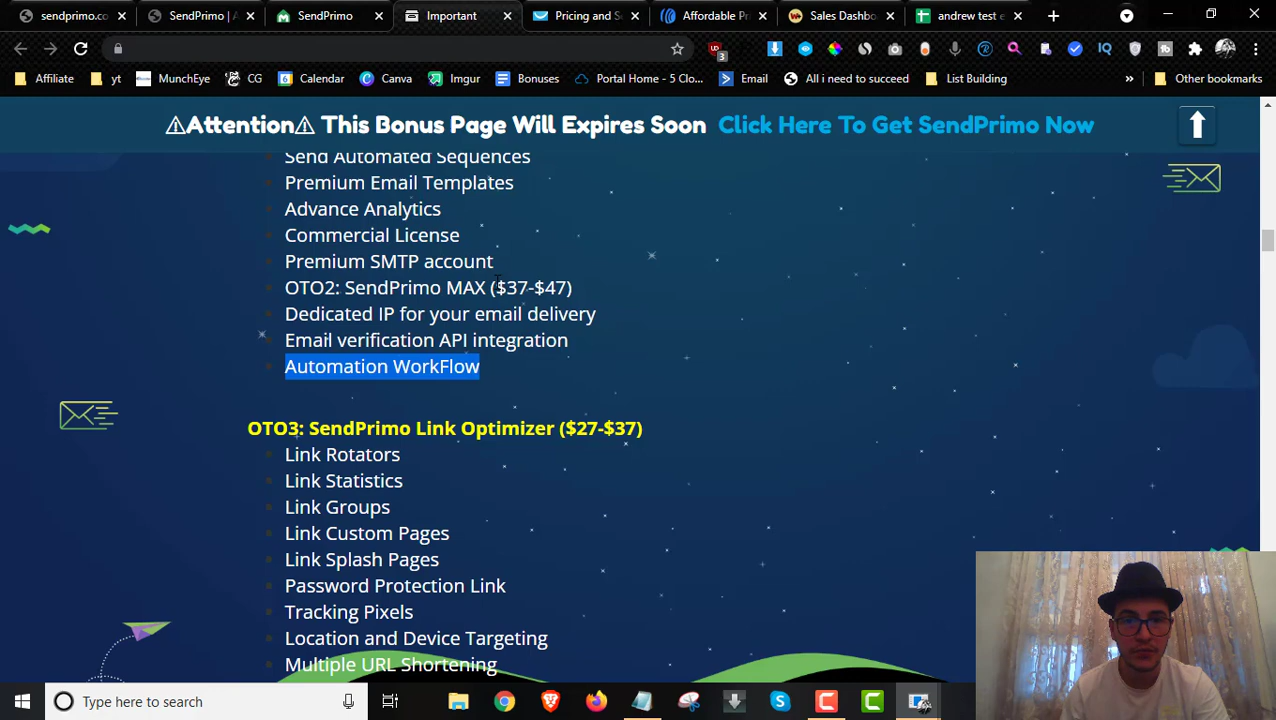 sendprimo.co
SendPrimo | A
SendPrimo
Important
Pricing and S
Affordable Pr
Sales Dashbo
andrew test e
3
Affiliate
yt
MunchEye
CG
Calendar
Canva
Imgur
Bonuses
Portal Home - 5 Clo...
Email
All i need to succeed
List Building
Other bookmarks
⚠Attention⚠ This Bonus Page Will Expires Soon Click Here To Get SendPrimo Now
Send Automated Sequences
Premium Email Templates
Advance Analytics
Commercial License
Premium SMTP account
OTO2: SendPrimo MAX ($37-$47)
Dedicated IP for your email delivery
Email verification API integration
Automation WorkFlow
OTO3: SendPrimo Link Optimizer ($27-$37)
Link Rotators
Link Statistics
Link Groups
Link Custom Pages
Link Splash Pages
Password Protection Link
Tracking Pixels
Location and Device Targeting
Multiple URL Shortening
Type here to search